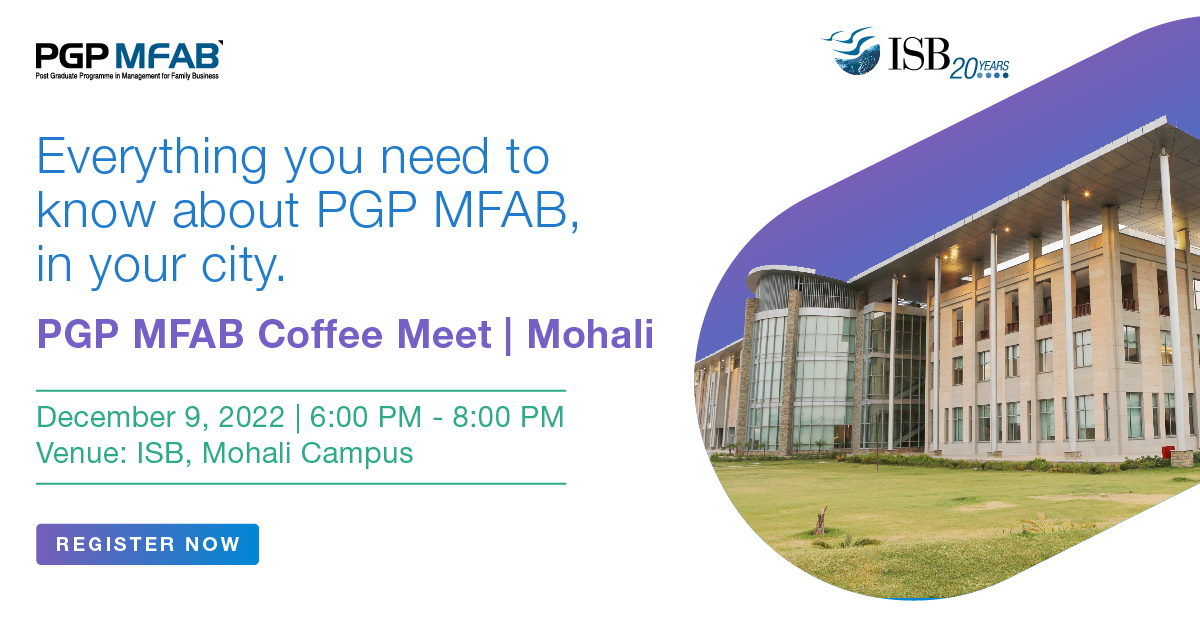 PGP MFAB
Post Graduate Programme in Management for Family Business
ISB
20 YEARS
Everything you need to
know about PGP MFAB,
in your city.
PGP MFAB Coffee Meet | Mohali
December 9, 2022 | 6:00 PM - 8:00 PM
Venue: ISB, Mohali Campus
REGISTER NOW